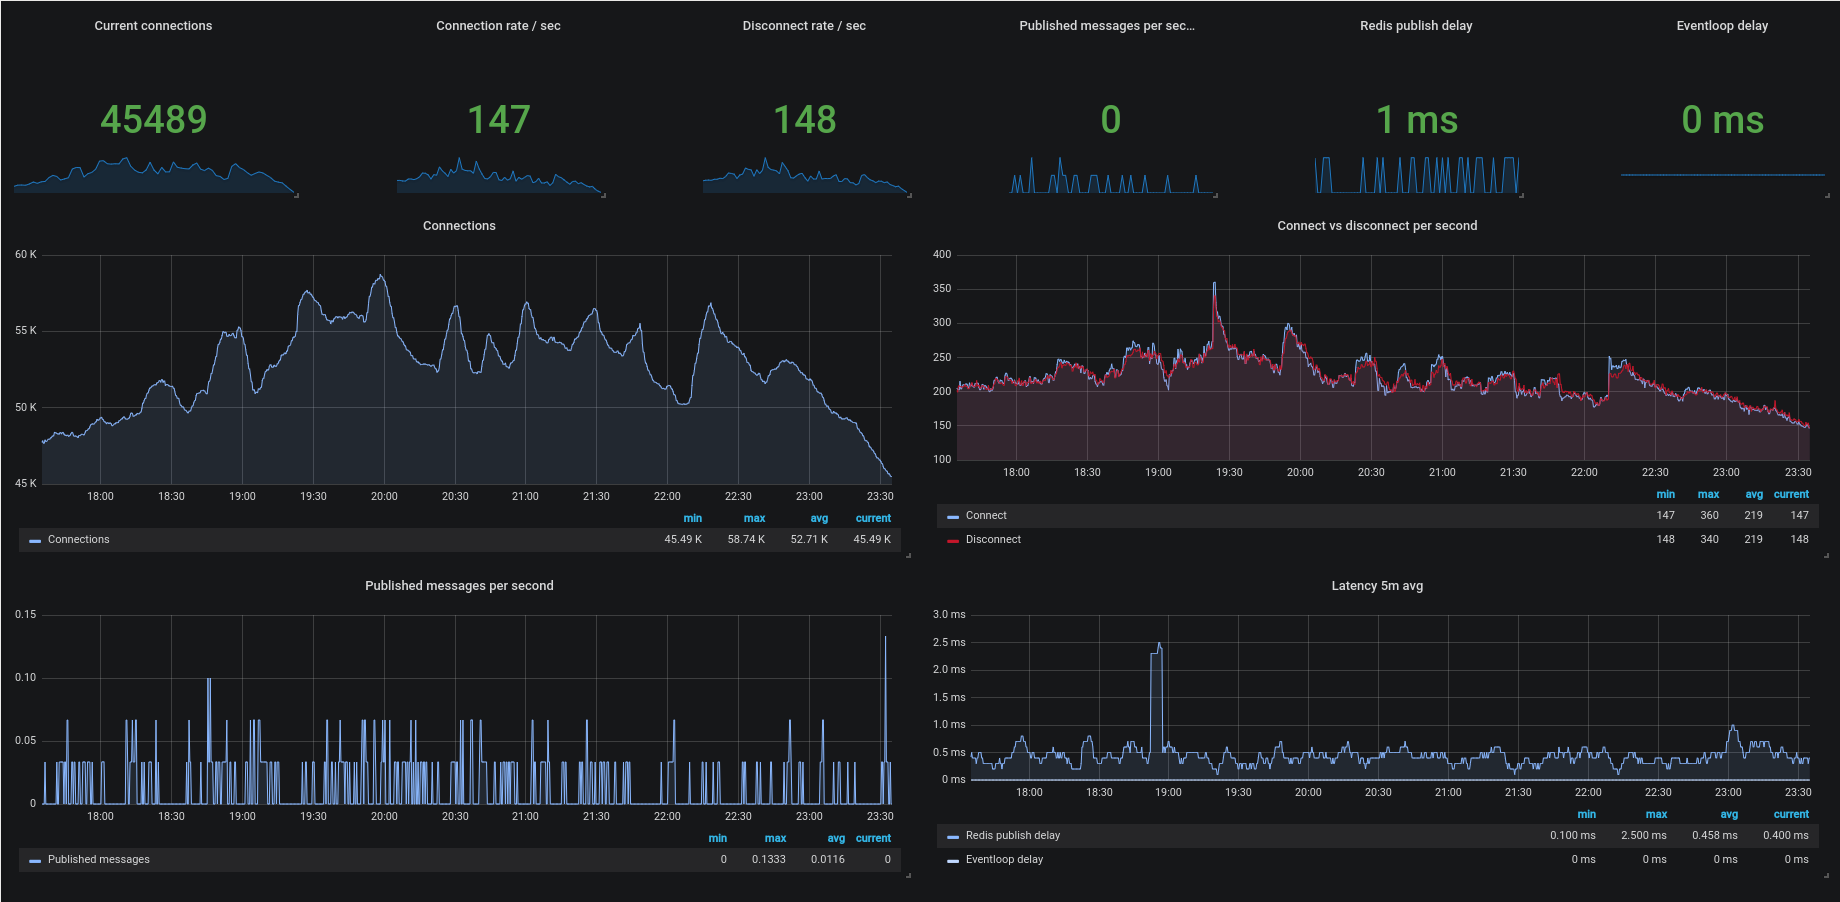 Current connections
Connection rate / sec
Disconnect rate / sec
Published messages per sec...
Redis publish delay
Eventloop delay
45489
147
148
0
1 ms
0 ms
Connections
60 K
55 K
50 K
45 K
18:00 18:30 19:00 19:30 20:00 20:30 21:00 21:30 22:00 22:30 23:00 23:30
min max avg current
Connections 45.49 K 58.74 K 52.71 K 45.49 K
Connect vs disconnect per second
400
350
300
250
200
150
100
18:00 18:30 19:00 19:30 20:00 20:30 21:00 21:30 22:00 22:30 23:00 23:30
min max avg current
Connect 147 360 219 147
Disconnect 148 340 219 148
Published messages per second
0.15
0.10
0.05
0
18:00 18:30 19:00 19:30 20:00 20:30 21:00 21:30 22:00 22:30 23:00 23:30
min max avg current
Published messages 0 0.1333 0.0116 0
Latency 5m avg
3.0 ms
2.5 ms
2.0 ms
1.5 ms
1.0 ms
0.5 ms
0 ms
18:00 18:30 19:00 19:30 20:00 20:30 21:00 21:30 22:00 22:30 23:00 23:30
min max avg current
Redis publish delay 0.100 ms 2.500 ms 0.458 ms 0.400 ms
Eventloop delay 0 ms 0 ms 0 ms 0 ms